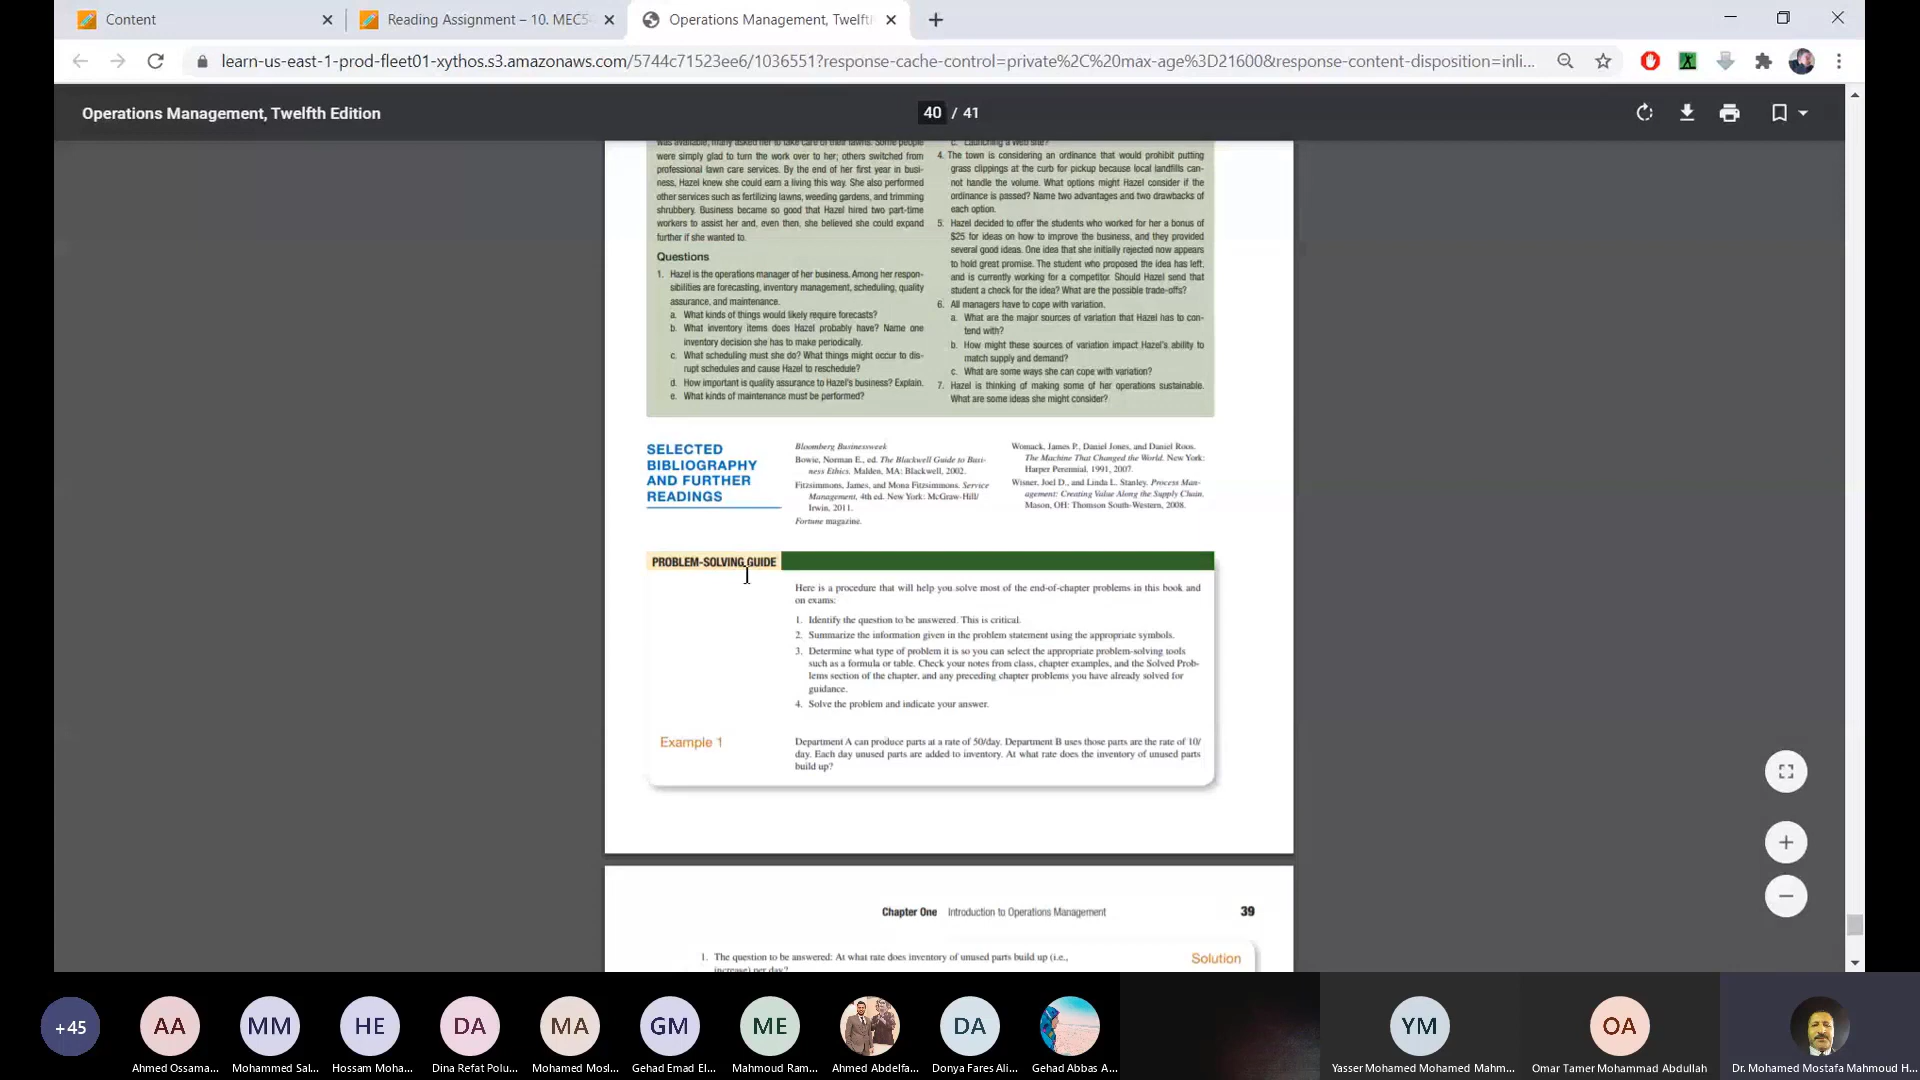 Content
Reading Assignment – 10. MEC5
Operations Management, Twelft
learn-us-east-1-prod-fleet01-xythos.s3.amazonaws.com/5744c71523ee6/1036551?response-cache-control=private%2C%20max-age%3D21600&response-content-disposition=inli...
Operations Management, Twelfth Edition
40 / 41
was available, many asked her to take care of their lawns. Some people
were simply glad to turn the work over to her; others switched from
professional lawn care services. By the end of her first year in busi-
ness, Hazel knew she could earn a living this way. She also performed
other services such as fertilizing lawns, weeding gardens, and trimming
shrubbery. Business became so good that Hazel hired two part-time
workers to assist her and, even then, she believed she could expand
further if she wanted to.
Questions
1. Hazel is the operations manager of her business. Among her respon-
sibilities are forecasting, inventory management, scheduling, quality
assurance, and maintenance.
a. What kinds of things would likely require forecasts?
b. What inventory items does Hazel probably have? Name one
inventory decision she has to make periodically.
c. What scheduling must she do? What things might occur to dis-
rupt schedules and cause Hazel to reschedule?
d. How important is quality assurance to Hazel's business? Explain.
e. What kinds of maintenance must be performed?
c. Launching a Web site?
4. The town is considering an ordinance that would prohibit putting
grass clippings at the curb for pickup because local landfills can-
not handle the volume. What options might Hazel consider if the
ordinance is passed? Name two advantages and two drawbacks of
each option.
5. Hazel decided to offer the students who worked for her a bonus of
$25 for ideas on how to improve the business, and they provided
several good ideas. One idea that she initially rejected now appears
to hold great promise. The student who proposed the idea has left,
and is currently working for a competitor. Should Hazel send that
student a check for the idea? What are the possible trade-offs?
6. All managers have to cope with variation.
a. What are the major sources of variation that Hazel has to con-
tend with?
b. How might these sources of variation impact Hazel's ability to
match supply and demand?
c. What are some ways she can cope with variation?
7. Hazel is thinking of making some of her operations sustainable.
What are some ideas she might consider?
SELECTED
BIBLIOGRAPHY
AND FURTHER
READINGS
Bloomberg Businessweek
Bowie, Norman E., ed. The Blackwell Guide to Busi-
ness Ethics. Malden, MA: Blackwell, 2002.
Fitzsimmons, James, and Mona Fitzsimmons. Service
Management, 4th ed. New York: McGraw-Hill/
Irwin, 2011.
Fortune magazine.
Womack, James P., Daniel Jones, and Daniel Roos.
The Machine That Changed the World. New York:
Harper Perennial, 1991, 2007.
Wisner, Joel D., and Linda L. Stanley. Process Man-
agement: Creating Value Along the Supply Chain.
Mason, OH: Thomson South-Western, 2008.
PROBLEM-SOLVING GUIDE
Here is a procedure that will help you solve most of the end-of-chapter problems in this book and
on exams:
1. Identify the question to be answered. This is critical.
2. Summarize the information given in the problem statement using the appropriate symbols.
3. Determine what type of problem it is so you can select the appropriate problem-solving tools
such as a formula or table. Check your notes from class, chapter examples, and the Solved Prob-
lems section of the chapter, and any preceding chapter problems you have already solved for
guidance.
4. Solve the problem and indicate your answer.
Example 1
Department A can produce parts at a rate of 50/day. Department B uses those parts are the rate of 10/
day. Each day unused parts are added to inventory. At what rate does the inventory of unused parts
build up?
Chapter One Introduction to Operations Management 39
1. The question to be answered: At what rate does inventory of unused parts build up (i.e.,
increase) per day?
Solution
+45
AA
MM
HE
DA
MA
GM
ME
DA
YM
OA
Ahmed Ossama...
Mohammed Sal...
Hossam Moha...
Dina Refat Polu...
Mohamed Mosl...
Gehad Emad El...
Mahmoud Ram...
Ahmed Abdelfa...
Donya Fares Ali...
Gehad Abbas A...
Yasser Mohamed Mohamed Mahm...
Omar Tamer Mohammad Abdullah
Dr. Mohamed Mostafa Mahmoud H...